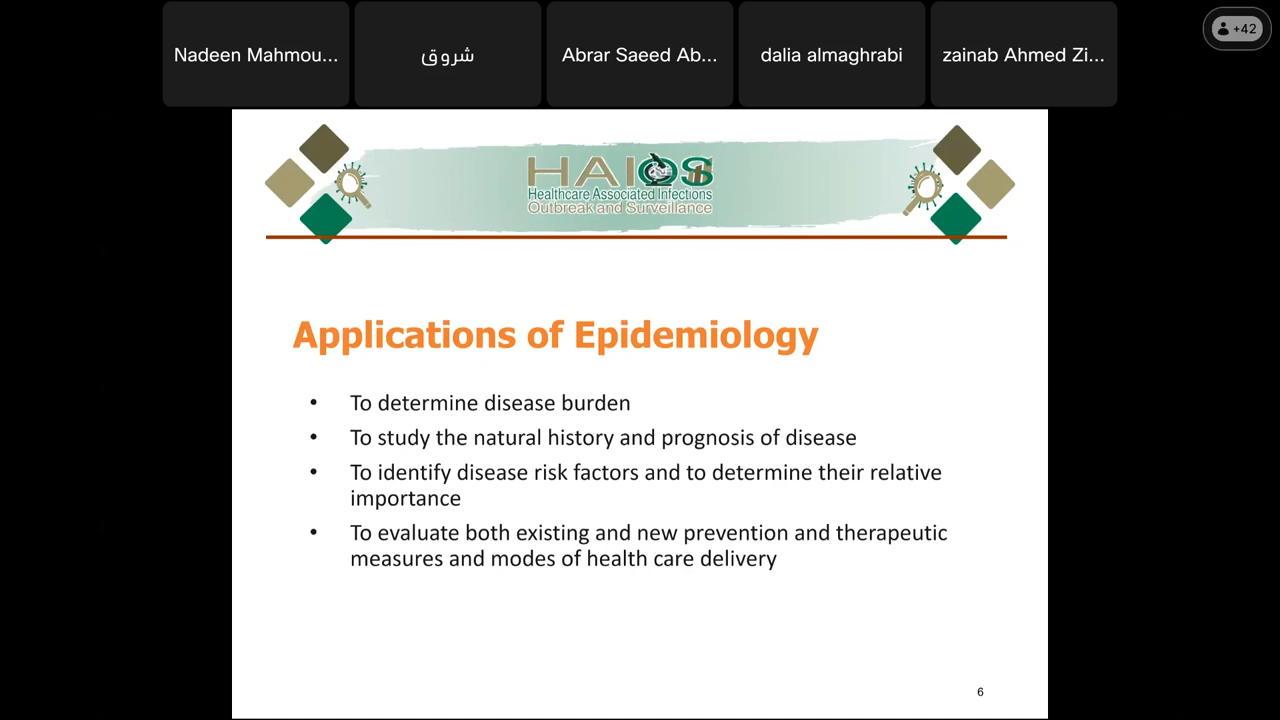 Nadeen Mahmou...
شروق
Abrar Saeed Ab...
dalia almaghrabi
zainab Ahmed Zi...
+42
HAIOS
Healthcare Associated Infections
Outbreak and Surveillance
Applications of Epidemiology
• To determine disease burden
• To study the natural history and prognosis of disease
• To identify disease risk factors and to determine their relative
importance
• To evaluate both existing and new prevention and therapeutic
measures and modes of health care delivery
6